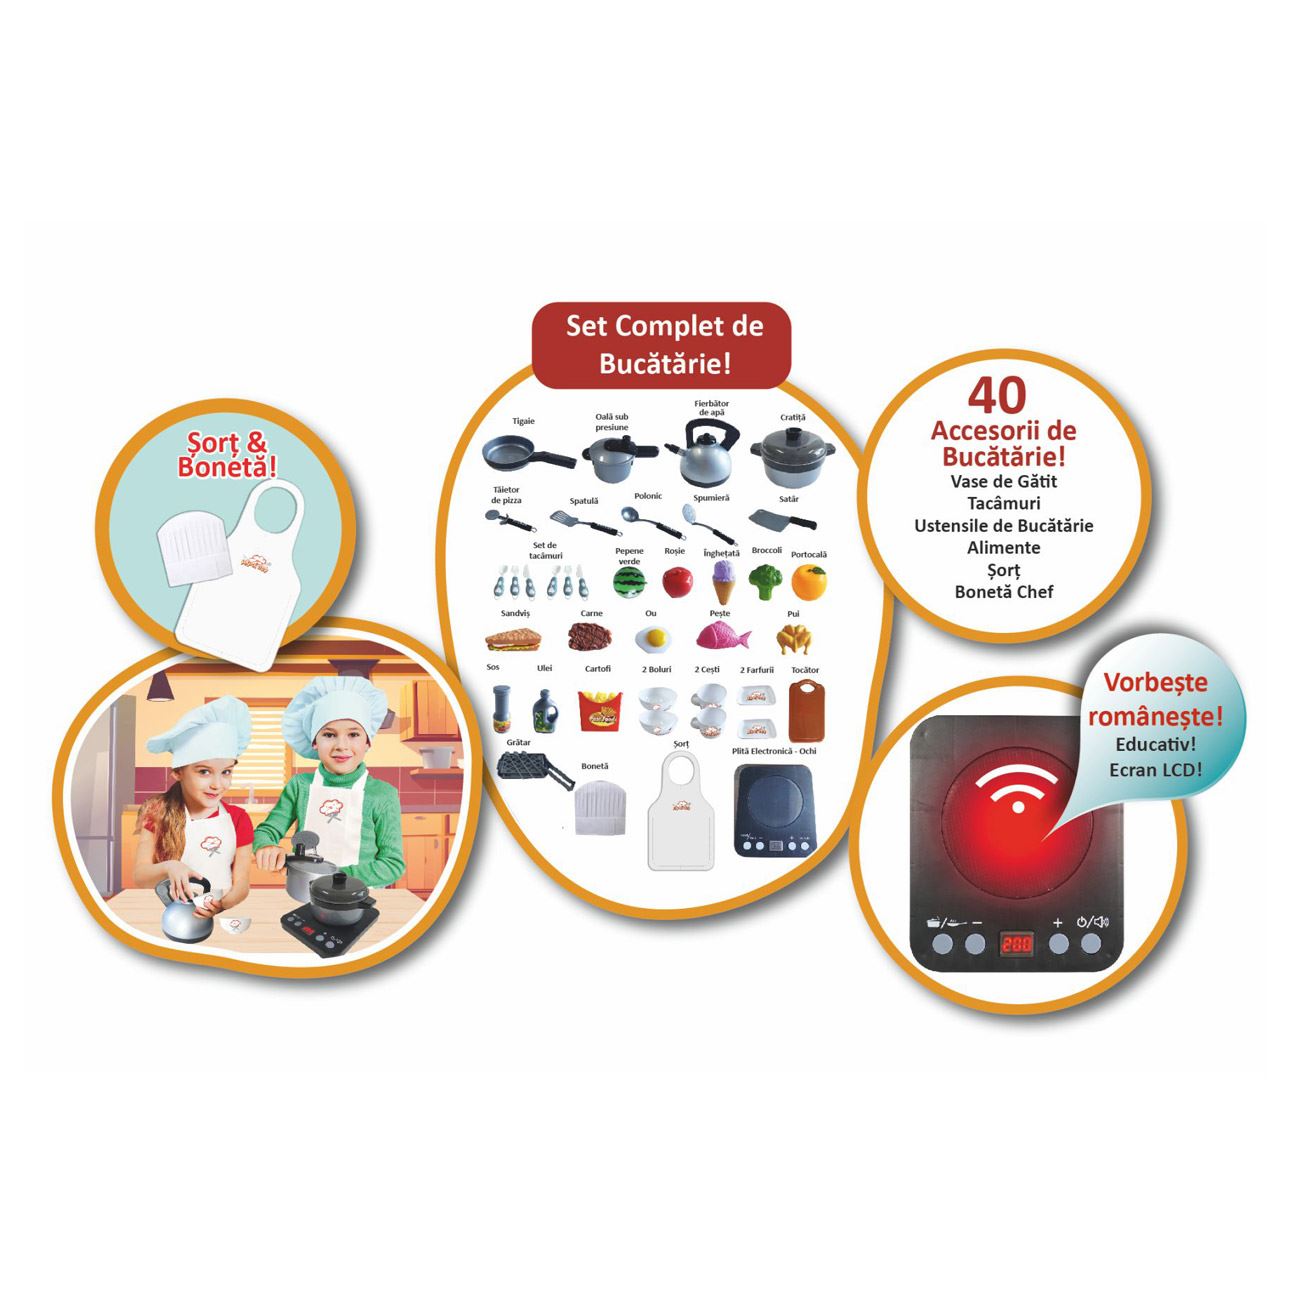 Set Complet de
Bucătărie!
Șorț &
Bonetă!
Tigaie
Oală sub
presiune
Fierbător
de apă
Cratiță
Tăietor
de pizza
Spatulă
Polonic
Spumieră
Satâr
Set de
tacâmuri
Pepene
verde
Roșie
Înghețată
Broccoli
Portocală
Sandviș
Carne
Ou
Pește
Pui
Sos
Ulei
Cartofi
2 Boluri
2 Cești
2 Farfurii
Tocător
Grătar
Bonetă
Șorț
Plită Electronică - Ochi
40
Accesorii de
Bucătărie!
Vase de Gătit
Tacâmuri
Ustensile de Bucătărie
Alimente
Șorț
Bonetă Chef
Vorbește
românește!
Educativ!
Ecran LCD!
200